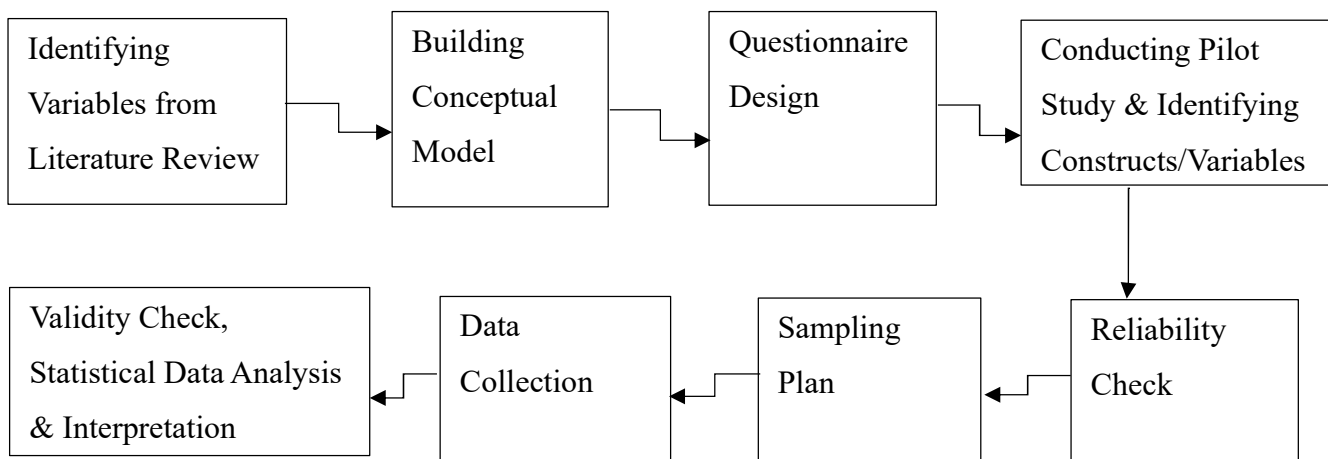 Identifying
Variables from
Literature Review
Building
Conceptual
Model
Questionnaire
Design
Conducting Pilot
Study & Identifying
Constructs/Variables
Reliability
Check
Sampling
Plan
Data
Collection
Validity Check,
Statistical Data Analysis
& Interpretation